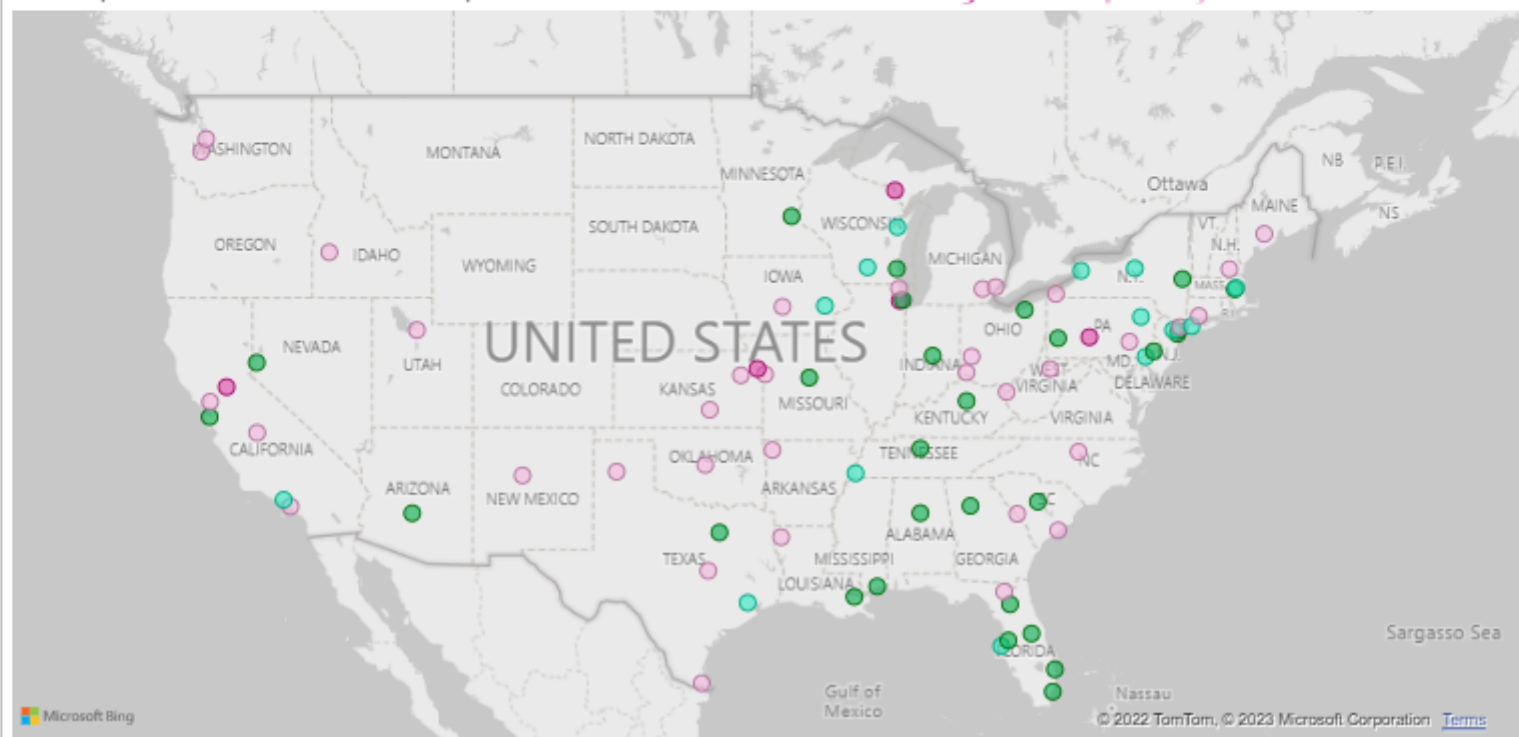 NB
P.E.I.
WASHINGTON
NORTH DAKOTA
MONTANA
MINNESOTA
Ottawa
MAINE
NS
SOUTH DAKOTA
WISCONSI
VT.
N.H.
OREGON
IDAHO
WYOMING
MICHIGAN
IOWA
N.Y.
MASS
R.I.
UNITED STATES
NEVADA
OHIO
PA
UTAH
INDIANA
MD.
N.J.
COLORADO
KANSAS
WEST
VIRGINIA
DELAWARE
MISSOURI
KENTUCKY
VIRGINIA
CALIFORNIA
OKLAHOMA
TENNESSEE
NC
ARIZONA
NEW MEXICO
ARKANSAS
SC
ALABAMA
TEXAS
MISSISSIPPI
GEORGIA
LOUISIANA
Sargasso Sea
FLORIDA
Gulf of
Mexico
Nassau
Microsoft Bing
© 2022 TomTom, © 2023 Microsoft Corporation Terms